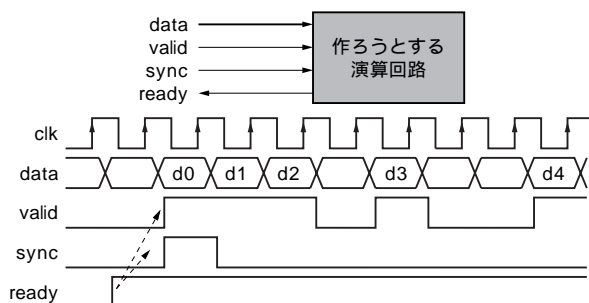 data
valid
sync
ready
作ろうとする
演算回路
clk
data
d0 d1 d2 d3 d4
valid
sync
ready